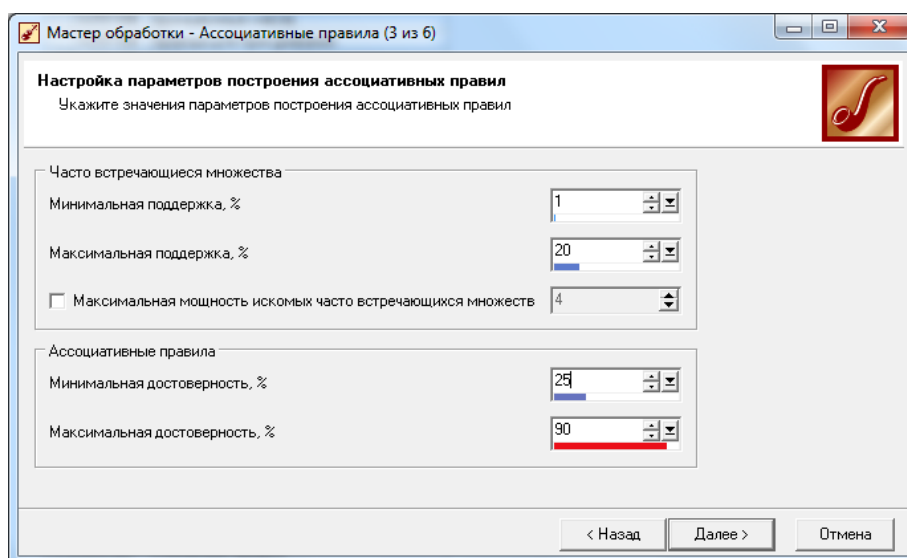 Мастер обработки - Ассоциативные правила (3 из 6)
Настройка параметров построения ассоциативных правил
Укажите значения параметров построения ассоциативных правил
Часто встречающиеся множества
Минимальная поддержка, % 1
Максимальная поддержка, % 20
Максимальная мощность искомых часто встречающихся множеств 4
Ассоциативные правила
Минимальная достоверность, % 25
Максимальная достоверность, % 90
< Назад Далее > Отмена